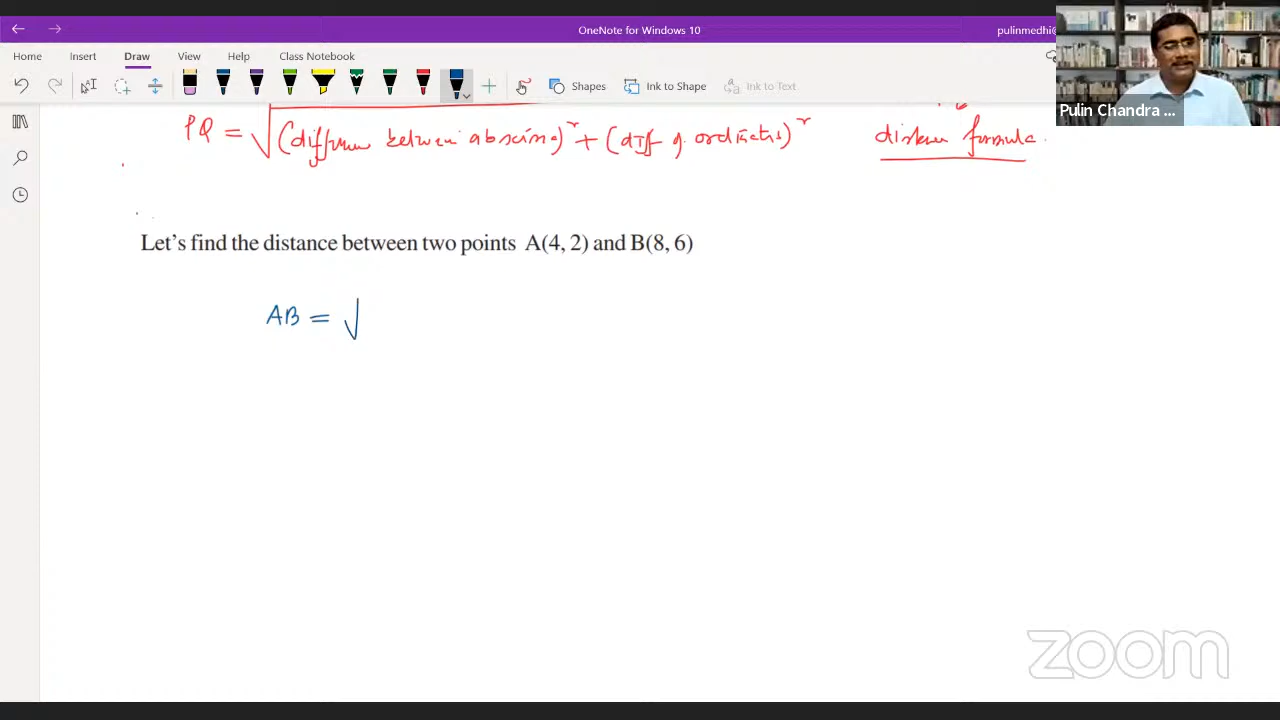 OneNote for Windows 10
pulinmedhi@
Home Insert Draw View Help Class Notebook
Shapes Ink to Shape Ink to Text
Pulin Chandra ...
PQ = √(difference between abscissas)² + (diff of ordinates)² distance formula.
Let's find the distance between two points A(4, 2) and B(8, 6)
AB = √
zoom